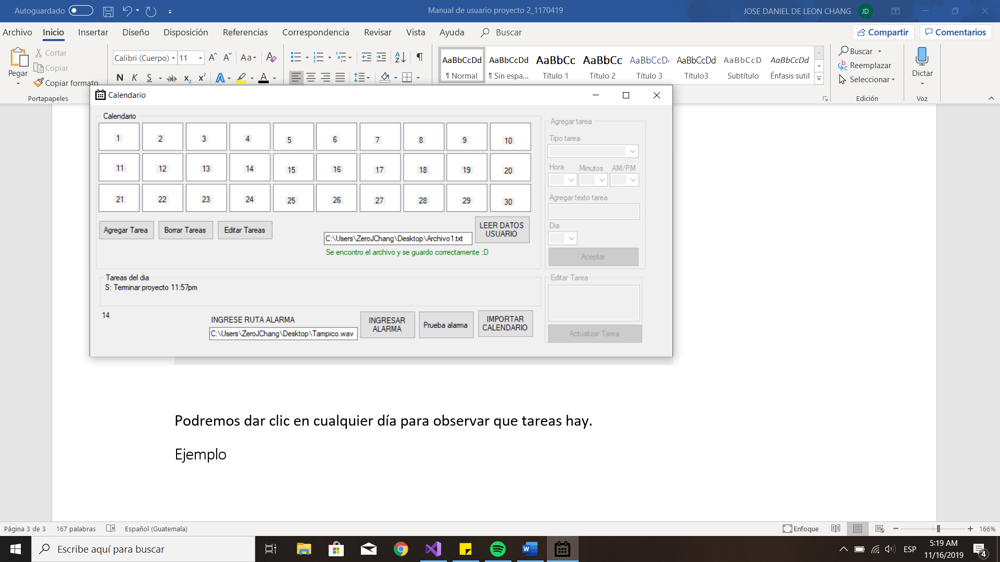 Autoguardado
Manual de usuario proyecto 2_1170419
JOSE DANIEL DE LEON CHANG JD
Archivo Inicio Insertar Diseño Disposición Referencias Correspondencia Revisar Vista Ayuda Buscar
Compartir Comentarios
Pegar
Cortar
Copiar
Copiar formato
Portapapeles
Calibri (Cuerpo) 11 Aa
N K S ab x2 x2 A A
AaBbCcDd AaBbCcDd AaBbCc AaBbCc AaBbCcD AaBbCcDd AaBbCcD AaBbCcDd
¶ Normal ¶ Sin espa... Título 1 Título 2 Título 3 Título3 Subtítulo Énfasis sutil
Buscar
Reemplazar
Seleccionar
Edición
Dictar
Voz
Calendario
Calendario
1 2 3 4 5 6 7 8 9 10
11 12 13 14 15 16 17 18 19 20
21 22 23 24 25 26 27 28 29 30
Agregar Tarea Borrar Tareas Editar Tareas
C:\Users\ZeroJChang\Desktop\Archivo1.txt
LEER DATOS
USUARIO
Se encontro el archivo y se guardo correctamente :D
Agregar tarea
Tipo tarea
Hora Minutos AM/PM
Agregar texto tarea
Dia
Aceptar
Tareas del dia
S: Terminar proyecto 11:57pm
14
INGRESE RUTA ALARMA
C:\Users\ZeroJChang\Desktop\Tampico.wav
INGRESAR
ALARMA
Prueba alarma
IMPORTAR
CALENDARIO
Editar Tarea
Actualizar Tarea
Podremos dar clic en cualquier día para observar que tareas hay.
Ejemplo
Página 3 de 3 167 palabras Español (Guatemala)
Enfoque 166%
Escribe aquí para buscar
ESP
5:19 AM
11/16/2019
4